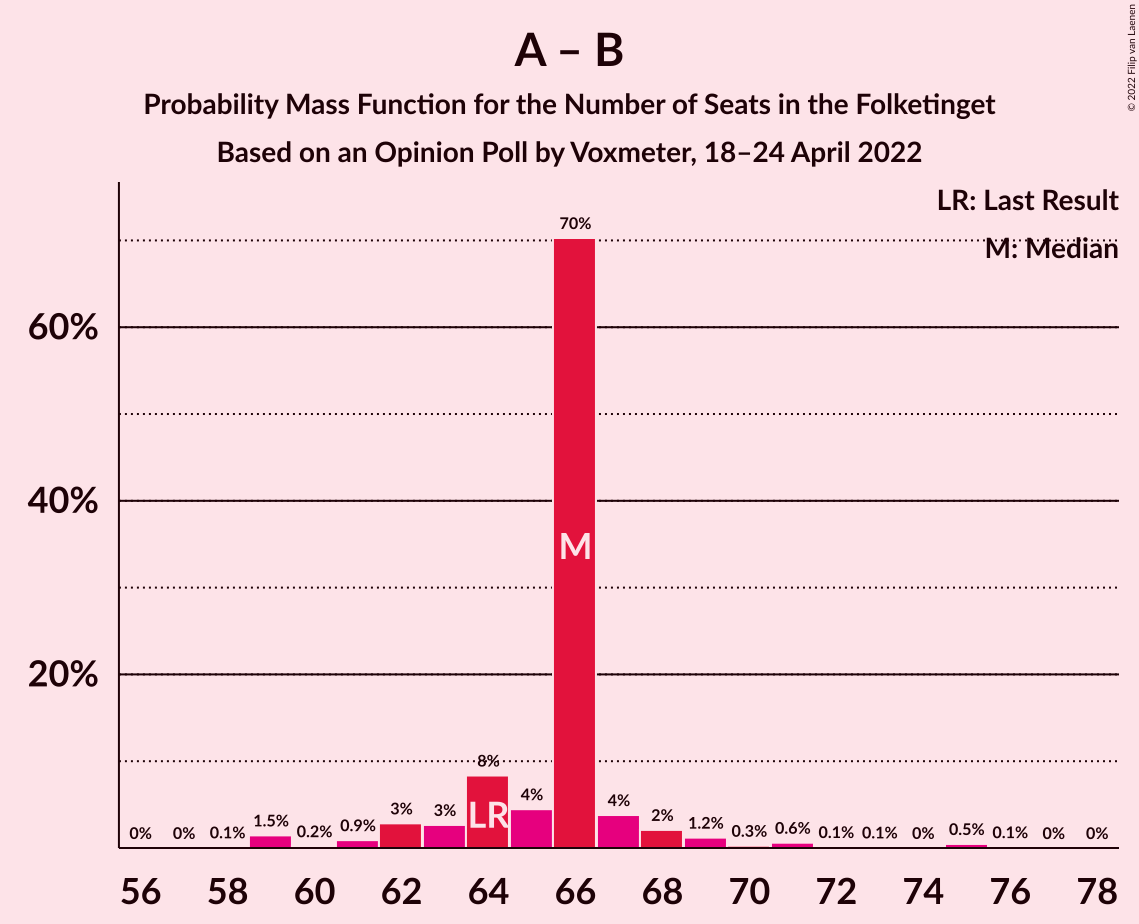 A – B
Probability Mass Function for the Number of Seats in the Folketinget
Based on an Opinion Poll by Voxmeter, 18–24 April 2022
© 2022 Filip van Laenen
LR: Last Result
M: Median
70%
60%
40%
M
20%
8%
LR
0% 0% 0.1% 1.5% 0.2% 0.9% 3% 3% 4% 4% 2% 1.2% 0.3% 0.6% 0.1% 0.1% 0% 0.5% 0.1% 0% 0%
56 58 60 62 64 66 68 70 72 74 76 78